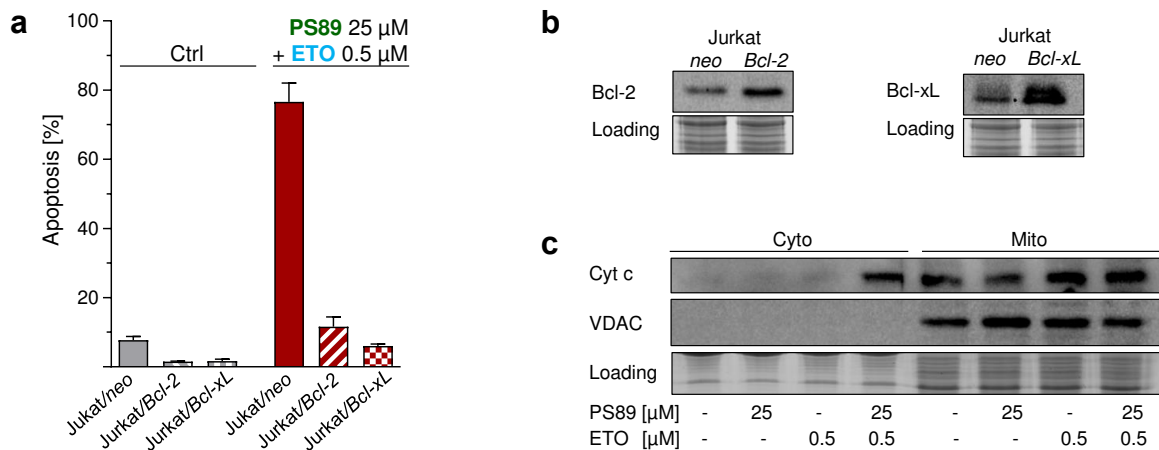 a
100
80
60
40
20
Apoptosis [%]
Ctrl
PS89 25 µM
+ ETO 0.5 µM
Jukat/neo
Jurkat/Bcl-2
Jurkat/Bcl-xL
Jukat/neo
Jurkat/Bcl-2
Jurkat/Bcl-xL
b
Jurkat
neo Bcl-2
Bcl-2
Loading
Jurkat
neo Bcl-xL
Bcl-xL
Loading
c
Cyto Mito
Cyt c
VDAC
Loading
PS89 [µM] - 25 - 25 - 25 - 25
ETO [µM] - - 0.5 0.5 - - 0.5 0.5